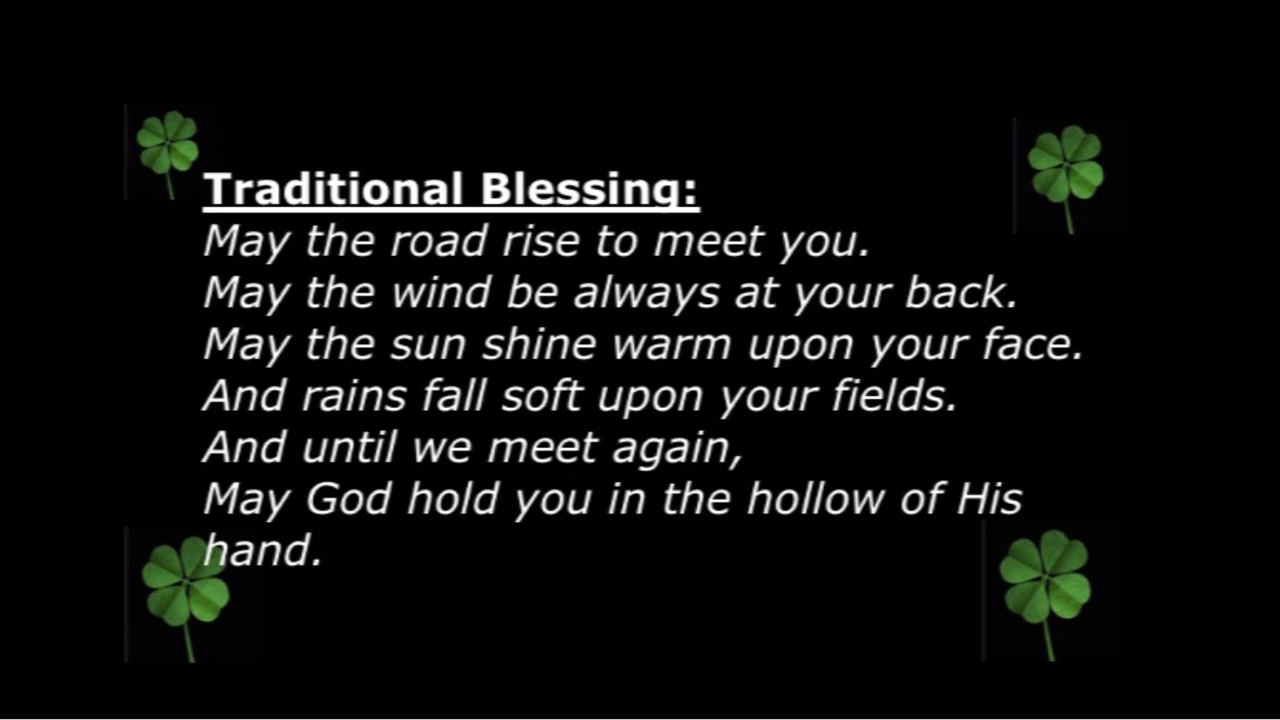 Traditional Blessing:
May the road rise to meet you.
May the wind be always at your back.
May the sun shine warm upon your face.
And rains fall soft upon your fields.
And until we meet again,
May God hold you in the hollow of His
hand.